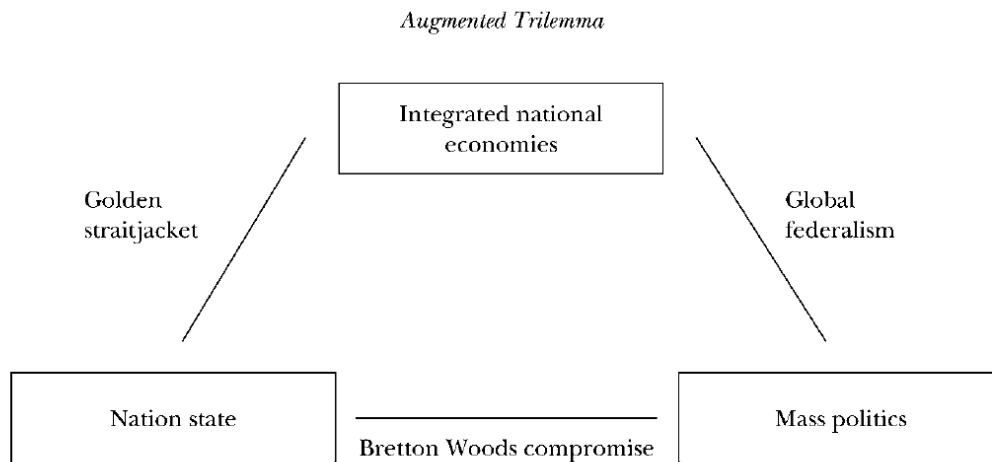 Augmented Trilemma
Integrated national
economies
Golden
straitjacket
Global
federalism
Nation state
Mass politics
Bretton Woods compromise